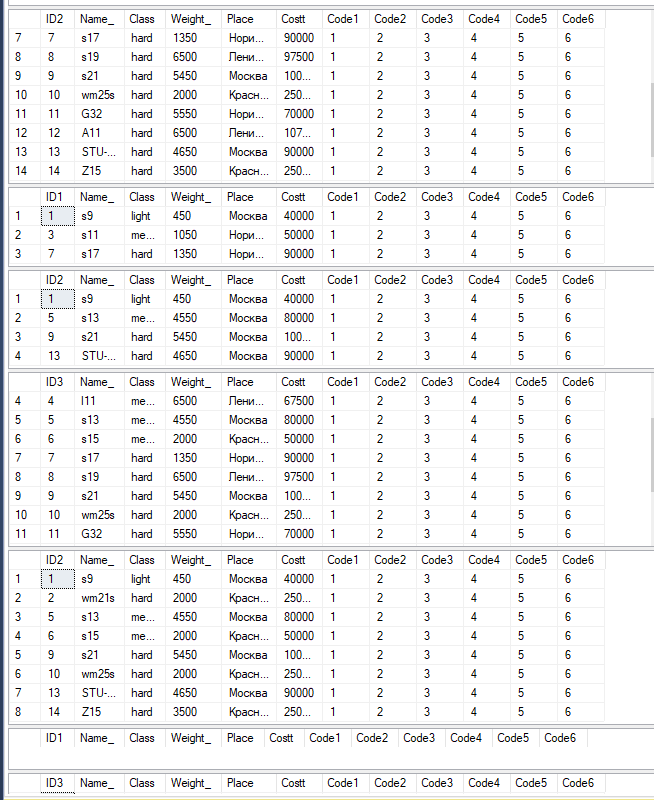 ID2 Name_ Class Weight_ Place Costt Code1 Code2 Code3 Code4 Code5 Code6
7 7 s17 hard 1350 Нори... 90000 1 2 3 4 5 6
8 8 s19 hard 6500 Лени... 97500 1 2 3 4 5 6
9 9 s21 hard 5450 Москва 100... 1 2 3 4 5 6
10 10 wm25s hard 2000 Красн... 250... 1 2 3 4 5 6
11 11 G32 hard 5550 Нори... 70000 1 2 3 4 5 6
12 12 A11 hard 6500 Лени... 107... 1 2 3 4 5 6
13 13 STU-... hard 4650 Москва 90000 1 2 3 4 5 6
14 14 Z15 hard 3500 Красн... 250... 1 2 3 4 5 6
ID1 Name_ Class Weight_ Place Costt Code1 Code2 Code3 Code4 Code5 Code6
1 1 s9 light 450 Москва 40000 1 2 3 4 5 6
2 3 s11 me... 1050 Нори... 50000 1 2 3 4 5 6
3 7 s17 hard 1350 Нори... 90000 1 2 3 4 5 6
ID2 Name_ Class Weight_ Place Costt Code1 Code2 Code3 Code4 Code5 Code6
1 1 s9 light 450 Москва 40000 1 2 3 4 5 6
2 5 s13 me... 4550 Москва 80000 1 2 3 4 5 6
3 9 s21 hard 5450 Москва 100... 1 2 3 4 5 6
4 13 STU-... hard 4650 Москва 90000 1 2 3 4 5 6
ID3 Name_ Class Weight_ Place Costt Code1 Code2 Code3 Code4 Code5 Code6
4 4 l11 me... 6500 Лени... 67500 1 2 3 4 5 6
5 5 s13 me... 4550 Москва 80000 1 2 3 4 5 6
6 6 s15 me... 2000 Красн... 50000 1 2 3 4 5 6
7 7 s17 hard 1350 Нори... 90000 1 2 3 4 5 6
8 8 s19 hard 6500 Лени... 97500 1 2 3 4 5 6
9 9 s21 hard 5450 Москва 100... 1 2 3 4 5 6
10 10 wm25s hard 2000 Красн... 250... 1 2 3 4 5 6
11 11 G32 hard 5550 Нори... 70000 1 2 3 4 5 6
ID2 Name_ Class Weight_ Place Costt Code1 Code2 Code3 Code4 Code5 Code6
1 1 s9 light 450 Москва 40000 1 2 3 4 5 6
2 2 wm21s hard 2000 Красн... 250... 1 2 3 4 5 6
3 5 s13 me... 4550 Москва 80000 1 2 3 4 5 6
4 6 s15 me... 2000 Красн... 50000 1 2 3 4 5 6
5 9 s21 hard 5450 Москва 100... 1 2 3 4 5 6
6 10 wm25s hard 2000 Красн... 250... 1 2 3 4 5 6
7 13 STU-... hard 4650 Москва 90000 1 2 3 4 5 6
8 14 Z15 hard 3500 Красн... 250... 1 2 3 4 5 6
ID1 Name_ Class Weight_ Place Costt Code1 Code2 Code3 Code4 Code5 Code6
ID3 Name_ Class Weight_ Place Costt Code1 Code2 Code3 Code4 Code5 Code6